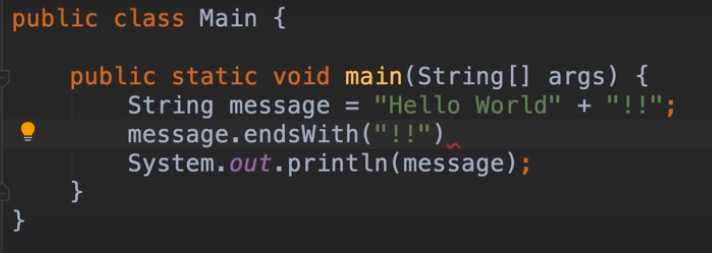 public class Main {
public static void main(String[] args) {
String message = "Hello World" + "!!";
message.endsWith("!!")
System.out.println(message);
}
}